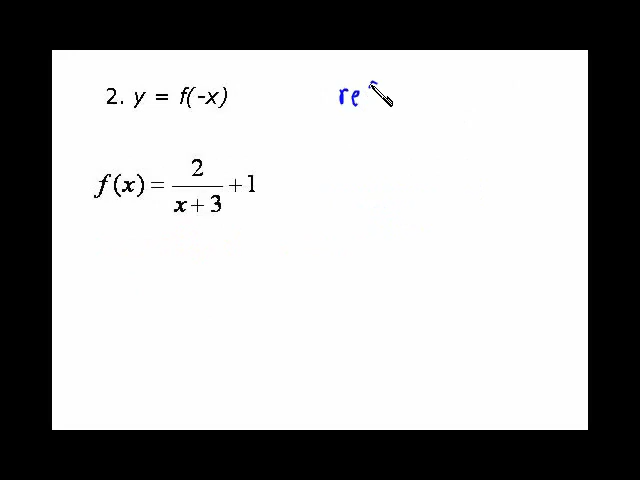 2. y = f(-x)
re
f(x) = 2/(x + 3) + 1